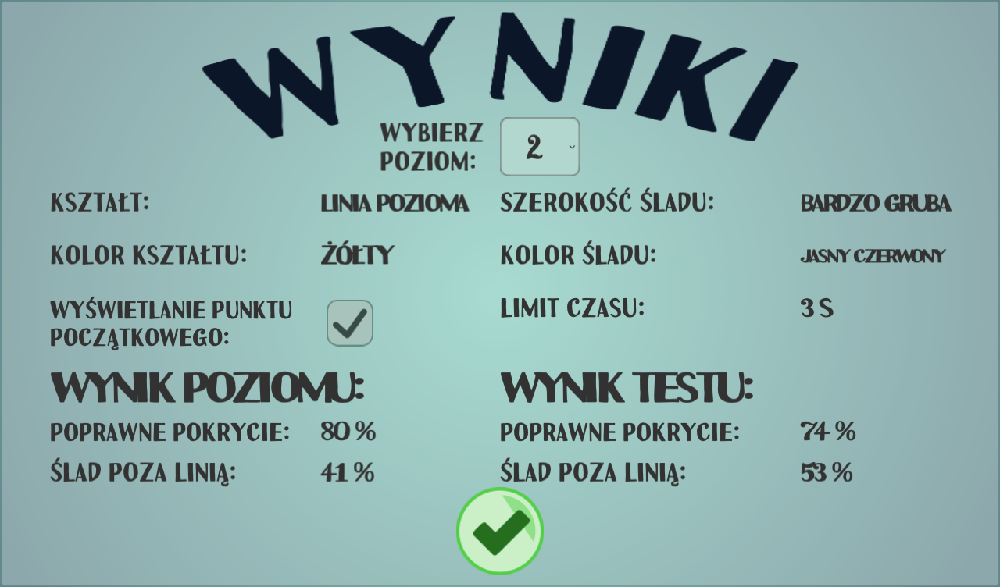 WYNIKI
WYBIERZ
POZIOM:
2
KSZTAŁT: LINIA POZIOMA SZEROKOŚĆ ŚLADU: BARDZO GRUBA
KOLOR KSZTAŁTU: ŻÓŁTY KOLOR ŚLADU: JASNY CZERWONY
WYŚWIETLANIE PUNKTU
POCZĄTKOWEGO:
LIMIT CZASU: 3 S
WYNIK POZIOMU: WYNIK TESTU:
POPRAWNE POKRYCIE: 80 % POPRAWNE POKRYCIE: 74 %
ŚLAD POZA LINIĄ: 41 % ŚLAD POZA LINIĄ: 53 %